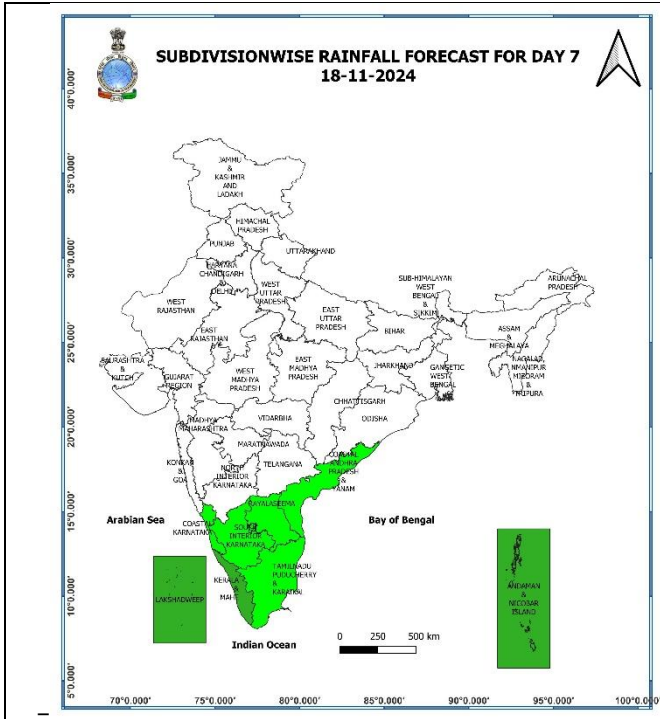 SUBDIVISIONWISE RAINFALL FORECAST FOR DAY 7
18-11-2024
40°0.000'
35°0.000'
30°0.000'
25°0.000'
20°0.000'
15°0.000'
10°0.000'
5°0.000'
JAMMU
&
KASHMIR
AND
LADAKH
HIMACHAL
PRADESH
PUNJAB
UTTARAKHAND
CHANDIGARH
DELHI
WEST
UTTAR
PRADESH
WEST
RAJASTHAN
EAST
RAJASTHAN
EAST
UTTAR
PRADESH
SUB-HIMALAYAN
WEST
BENGAL
&
SIKKIM
ARUNACHAL
PRADESH
BIHAR
ASSAM
&
MEGHALAYA
SAURASHTRA
&
KUTCH
GUJARAT
REGION
WEST
MADHYA
PRADESH
EAST
MADHYA
PRADESH
JHARKHAND
GANGETIC
WEST
BENGAL
MIZORAM
&
TRIPURA
CHHATTISGARH
ODISHA
MADHYA
MAHARASHTRA
VIDARBHA
MARATHWADA
KONKAN
&
GOA
NORTH
INTERIOR
KARNATAKA
TELANGANA
COASTAL
ANDHRA
PRADESH
&
YANAM
RAYALASEEMA
Arabian Sea
Bay of Bengal
COASTAL
KARNATAKA
SOUTH
INTERIOR
KARNATAKA
TAMILNADU
PUDUCHERRY
&
KARAIKAL
KERALA
&
MAHE
LAKSHADWEEP
ANDAMAN
&
NICOBAR
ISLAND
Indian Ocean
0 250 500 km
70°0.000' 75°0.000' 80°0.000' 85°0.000' 90°0.000' 95°0.000' 100°0.000'